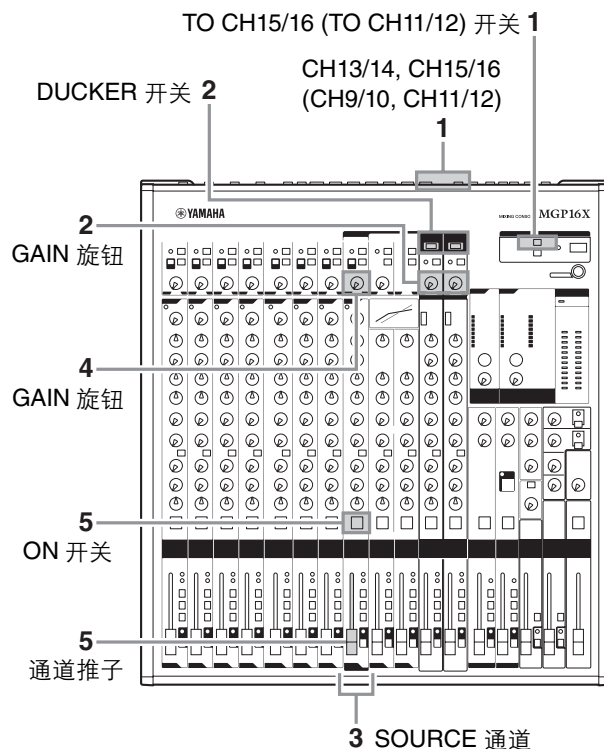 TO CH15/16 (TO CH11/12) 开关 1
CH13/14, CH15/16
(CH9/10, CH11/12)
1
DUCKER 开关 2
YAMAHA
MIXING CONSOLE MGP16X
2
GAIN 旋钮
4
GAIN 旋钮
5
ON 开关
5
通道推子
3 SOURCE 通道